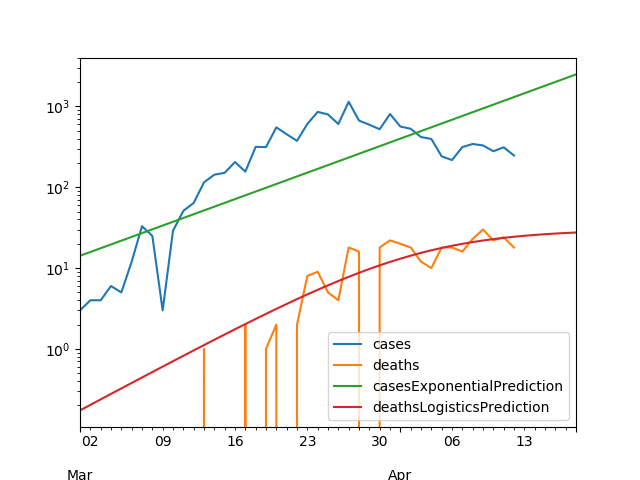 10³
10²
10¹
10⁰
cases
deaths
casesExponentialPrediction
deathsLogisticsPrediction
02 09 16 23 30 06 13
Mar Apr